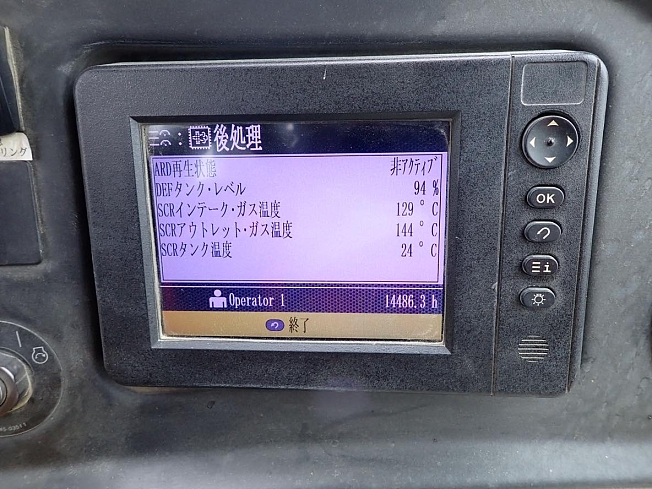 後処理
ARD再生状態 非アクティブ
DEFタンク・レベル 94 %
SCRインテーク・ガス温度 129 ° C
SCRアウトレット・ガス温度 144 ° C
SCRタンク温度 24 ° C
Operator 1 14486.3 h
終了
OK
リング